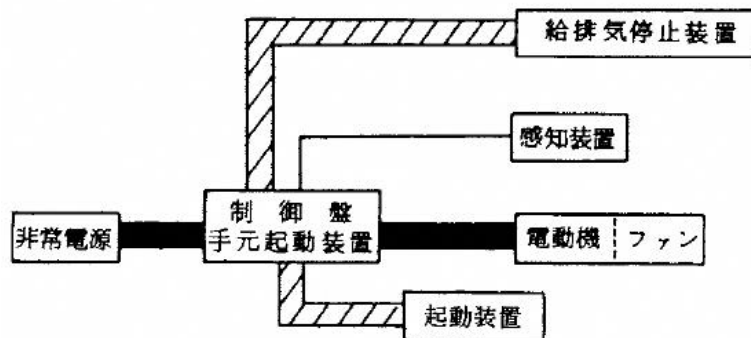 給排気停止装置
感知装置
制御盤
手元起動装置
非常電源
電動機
ファン
起動装置